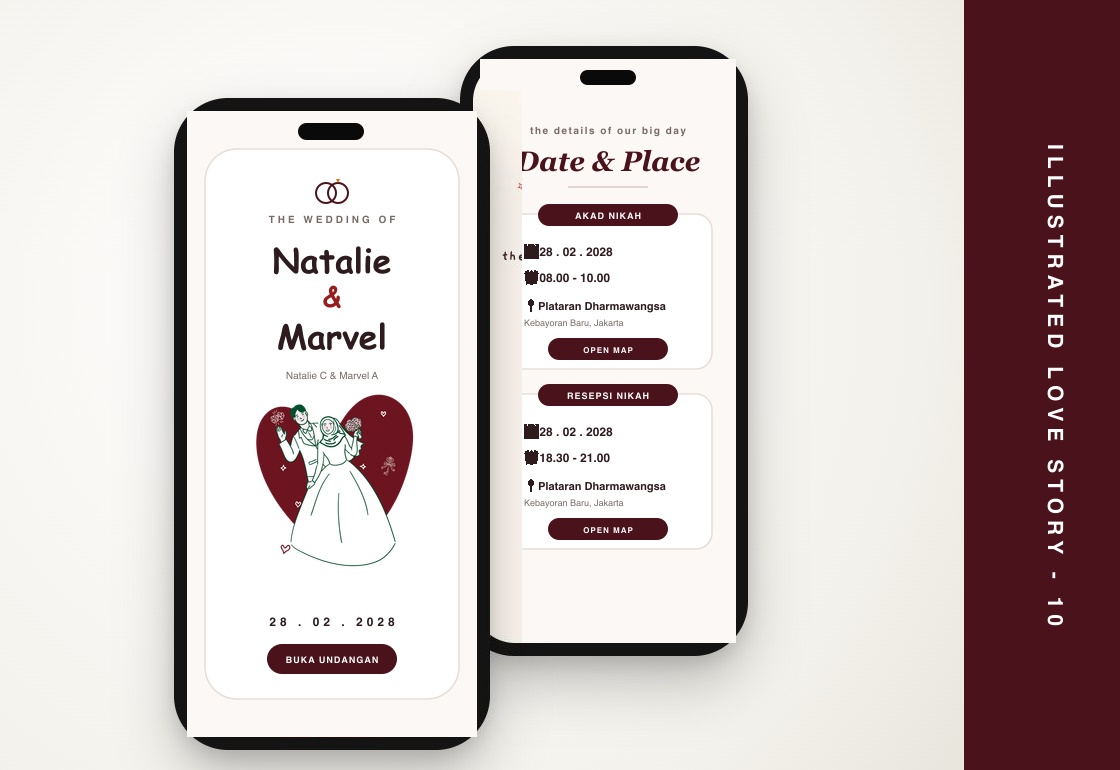 THE WEDDING OF
Natalie
&
Marvel
Natalie C & Marvel A
28 . 02 . 2028
BUKA UNDANGAN
the details of our big day
Date & Place
AKAD NIKAH
the
28 . 02 . 2028
08.00 - 10.00
Plataran Dharmawangsa
Kebayoran Baru, Jakarta
OPEN MAP
RESEPSI NIKAH
28 . 02 . 2028
18.30 - 21.00
Plataran Dharmawangsa
Kebayoran Baru, Jakarta
OPEN MAP
ILLUSTRATED LOVE STORY - 10